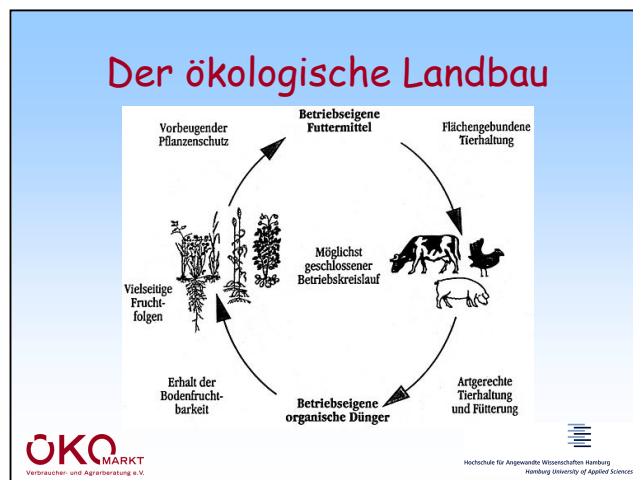 Der ökologische Landbau
Betriebseigene
Futtermittel
Vorbeugender
Pflanzenschutz
Flächengebundene
Tierhaltung
Möglichst
geschlossener
Betriebskreislauf
Vielseitige
Frucht-
folgen
Erhalt der
Bodenfrucht-
barkeit
Betriebseigene
organische Dünger
Artgerechte
Tierhaltung
und Fütterung
ÖKO MARKT
Verbraucher- und Agrarberatung e.V.
Hochschule für Angewandte Wissenschaften Hamburg
Hamburg University of Applied Sciences